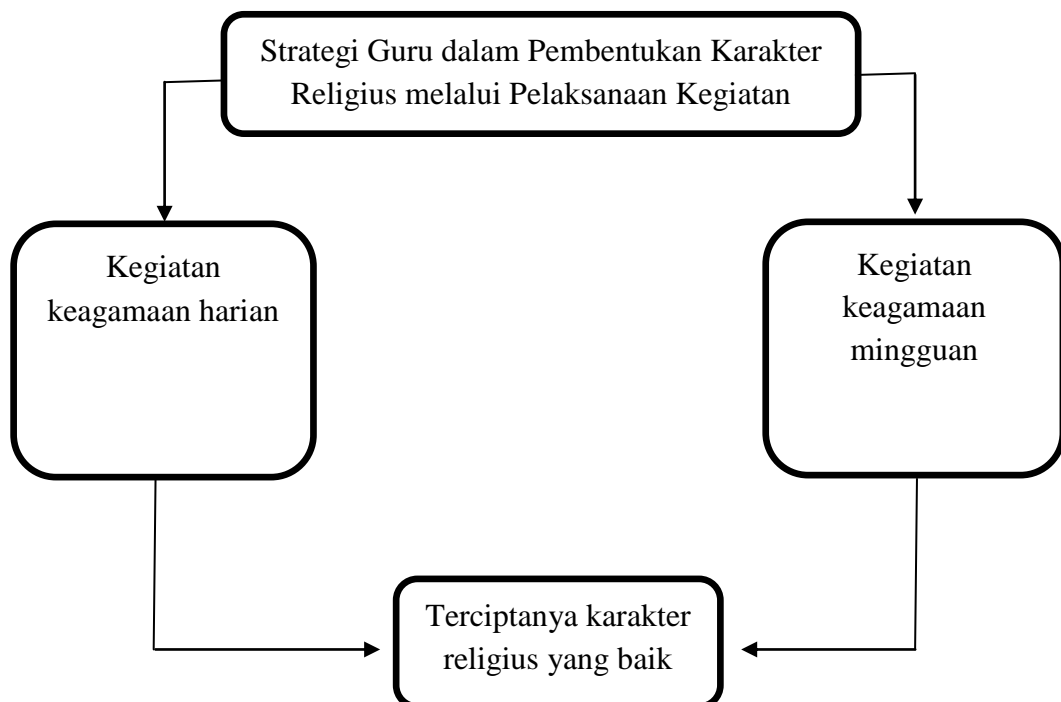 Strategi Guru dalam Pembentukan Karakter
Religius melalui Pelaksanaan Kegiatan
Kegiatan
keagamaan harian
Kegiatan
keagamaan
mingguan
Terciptanya karakter
religius yang baik